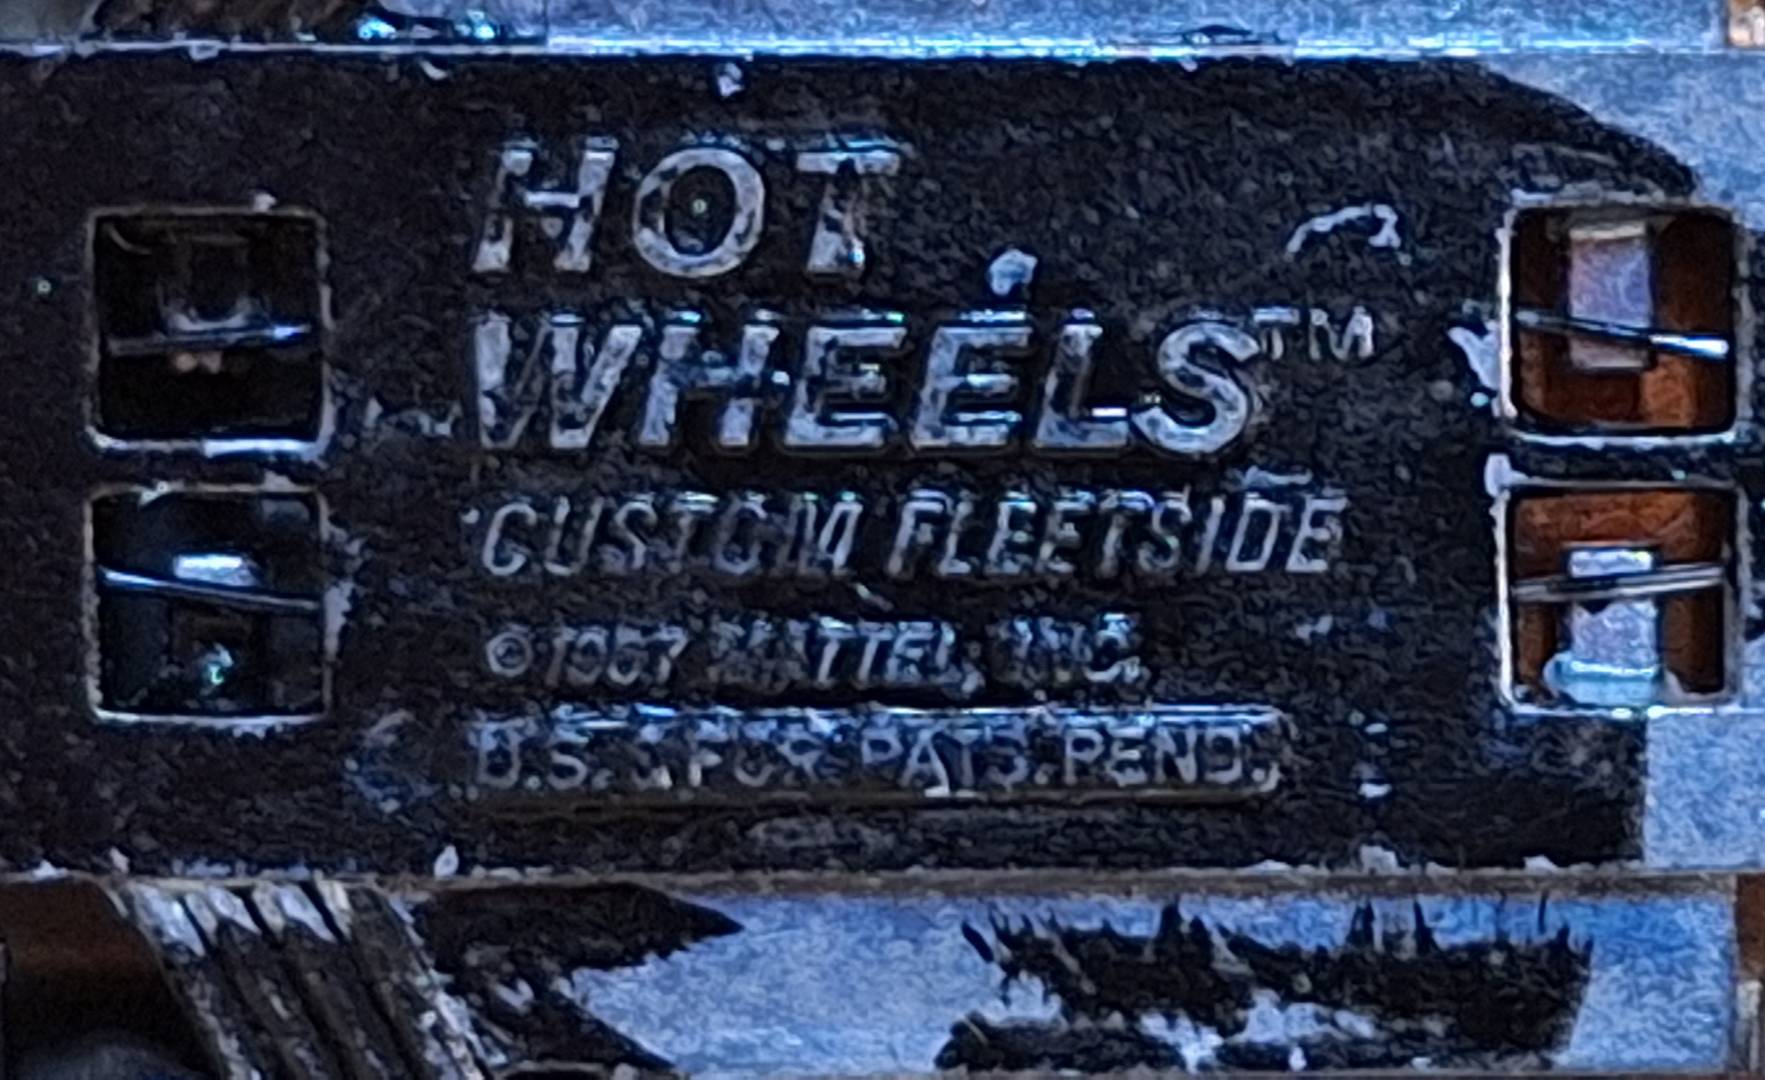 HOT
WHEELS™
CUSTOM FLEETSIDE
©1967 MATTEL, INC.
U.S. & FOR. PATS. PEND.